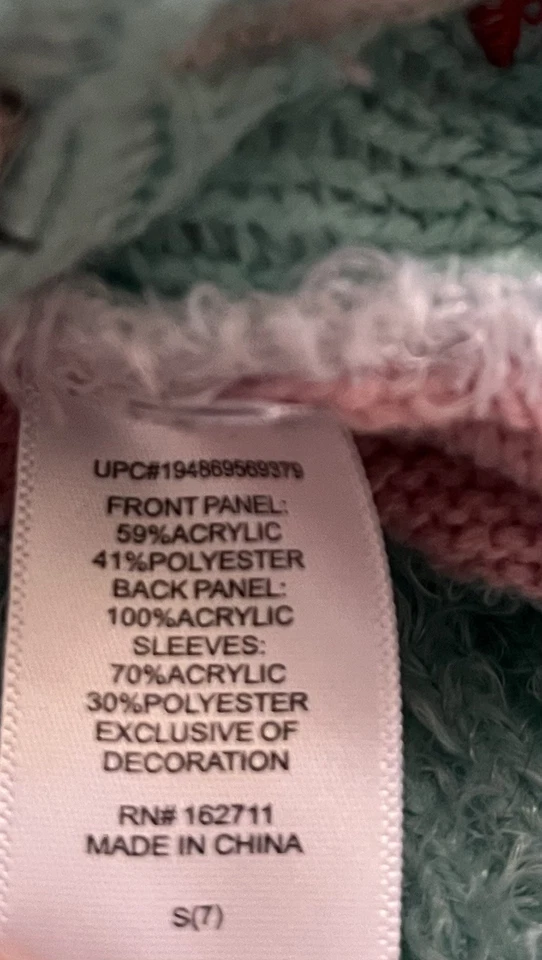 UPC#194869569379
FRONT PANEL:
59%ACRYLIC
41%POLYESTER
BACK PANEL:
100%ACRYLIC
SLEEVES:
70%ACRYLIC
30%POLYESTER
EXCLUSIVE OF
DECORATION
RN# 162711
MADE IN CHINA
S(7)